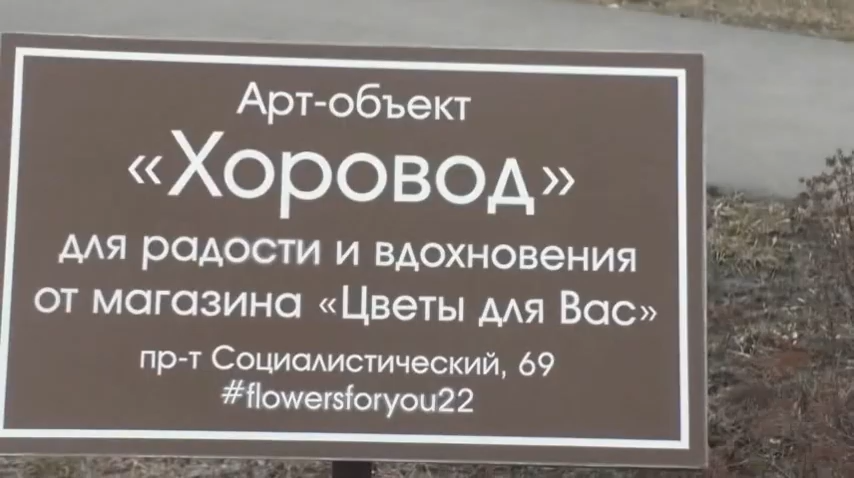 Арт-объект
«Хоровод»
для радости и вдохновения
от магазина «Цветы для Вас»
пр-т Социалистический, 69
#flowersforyou22